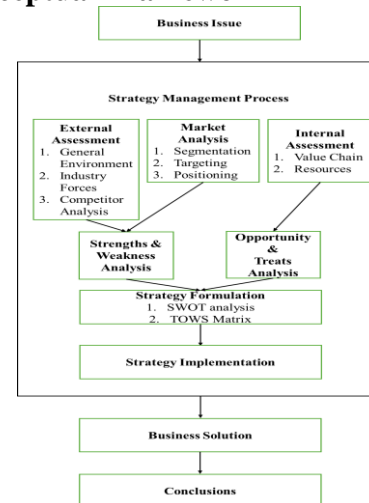 Business Issue
Strategy Management Process
External
Assessment
1. General
Environment
2. Industry
Forces
3. Competitor
Analysis
Market
Analysis
1. Segmentation
2. Targeting
3. Positioning
Internal
Assessment
1. Value Chain
2. Resources
Strengths &
Weakness
Analysis
Opportunity
&
Treats
Analysis
Strategy Formulation
1. SWOT analysis
2. TOWS Matrix
Strategy Implementation
Business Solution
Conclusions